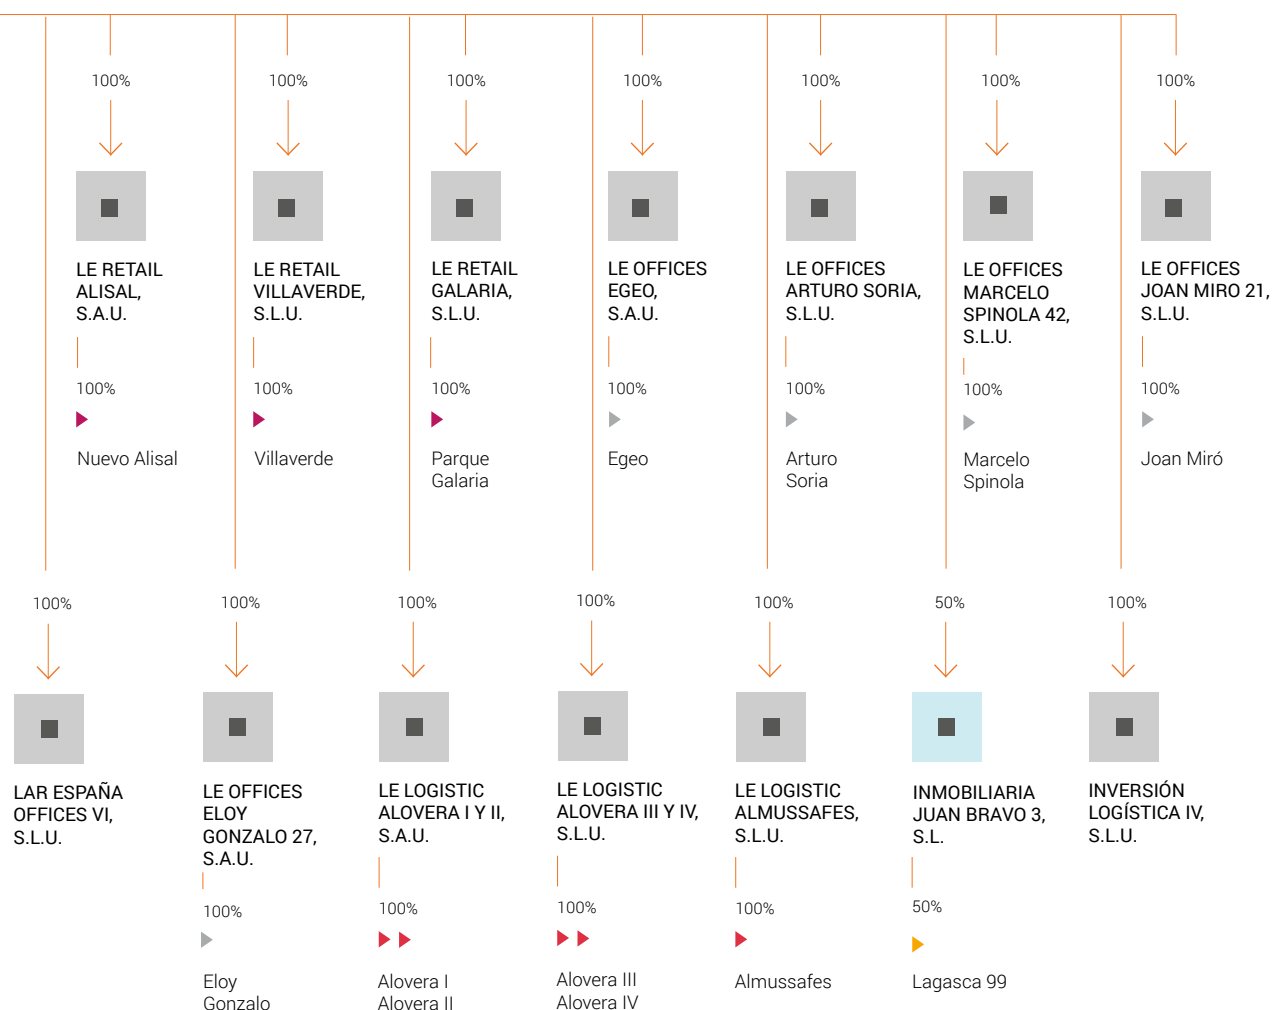 100%
100%
100%
100%
100%
100%
100%
LE RETAIL
ALISAL,
S.A.U.
100%
Nuevo Alisal
LE RETAIL
VILLAVERDE,
S.L.U.
100%
Villaverde
LE RETAIL
GALARIA,
S.L.U.
100%
Parque
Galaria
LE OFFICES
EGEO,
S.A.U.
100%
Egeo
LE OFFICES
ARTURO SORIA,
S.L.U.
100%
Arturo
Soria
LE OFFICES
MARCELO
SPINOLA 42,
S.L.U.
100%
Marcelo
Spinola
LE OFFICES
JOAN MIRO 21,
S.L.U.
100%
Joan Miró
100%
100%
100%
100%
100%
50%
100%
LAR ESPAÑA
OFFICES VI,
S.L.U.
LE OFFICES
ELOY
GONZALO 27,
S.A.U.
100%
Eloy
Gonzalo
LE LOGISTIC
ALOVERA I Y II,
S.A.U.
100%
Alovera I
Alovera II
LE LOGISTIC
ALOVERA III Y IV,
S.L.U.
100%
Alovera III
Alovera IV
LE LOGISTIC
ALMUSSAFES,
S.L.U.
100%
Almussafes
INMOBILIARIA
JUAN BRAVO 3,
S.L.
50%
Lagasca 99
INVERSIÓN
LOGÍSTICA IV,
S.L.U.